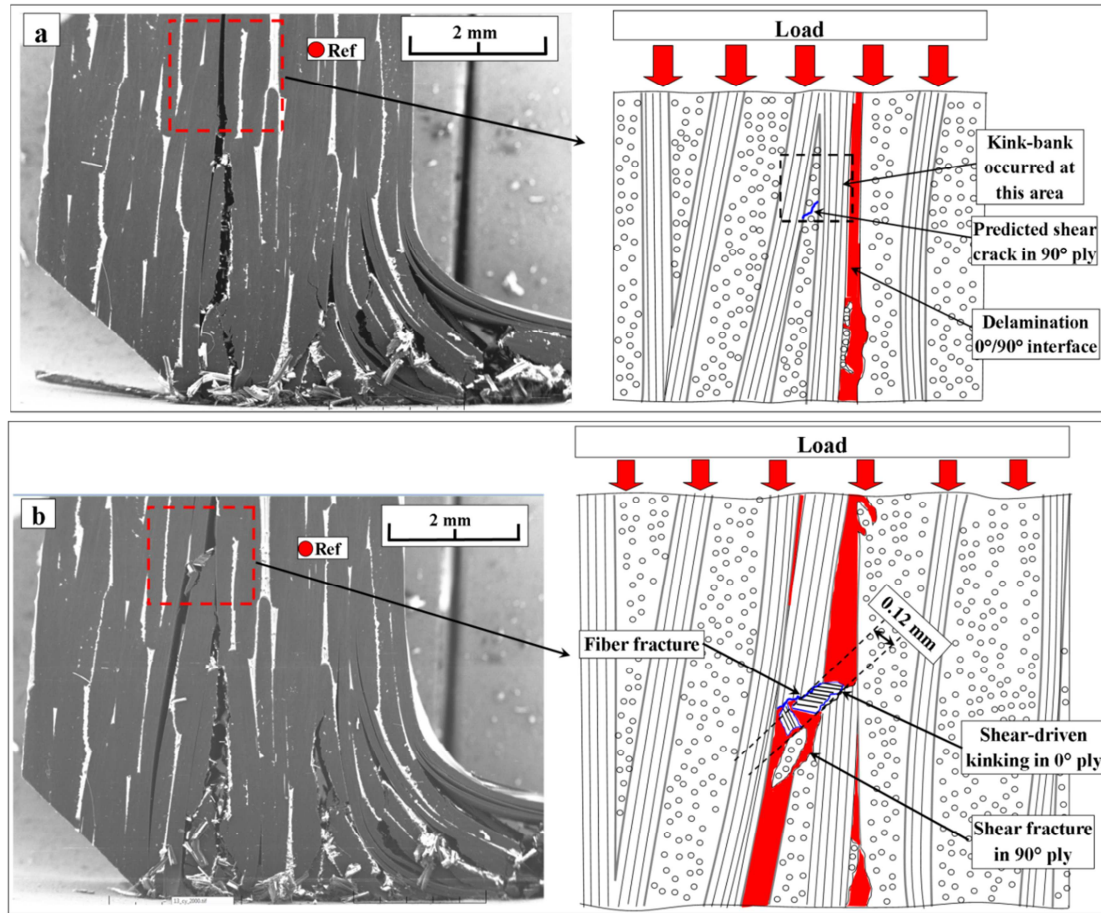 a
Ref
2 mm
Load
Kink-bank
occurred at
this area
Predicted shear
crack in 90° ply
Delamination
0°/90° interface
b
Ref
2 mm
Load
0.12 mm
Fiber fracture
Shear-driven
kinking in 0° ply
Shear fracture
in 90° ply